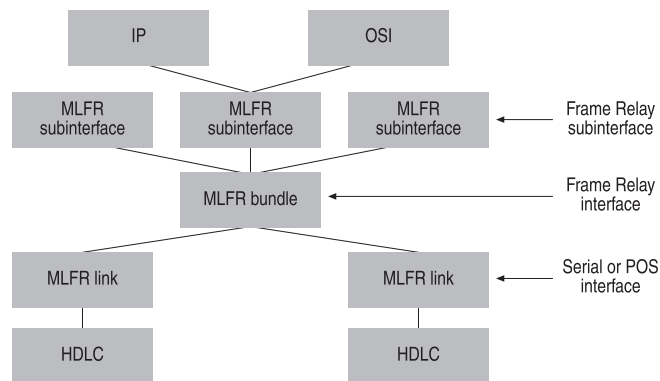 IP
OSI
MLFR
subinterface
MLFR
subinterface
MLFR
subinterface
Frame Relay
subinterface
MLFR bundle
Frame Relay
interface
MLFR link
MLFR link
Serial or POS
interface
HDLC
HDLC